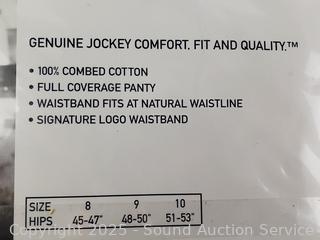 GENUINE JOCKEY COMFORT. FIT AND QUALITY.™
• 100% COMBED COTTON
• FULL COVERAGE PANTY
• WAISTBAND FITS AT NATURAL WAISTLINE
• SIGNATURE LOGO WAISTBAND
SIZE 8 9 10
HIPS 45-47" 48-50" 51-53"
Copyright 2025 - Sound Auction Service